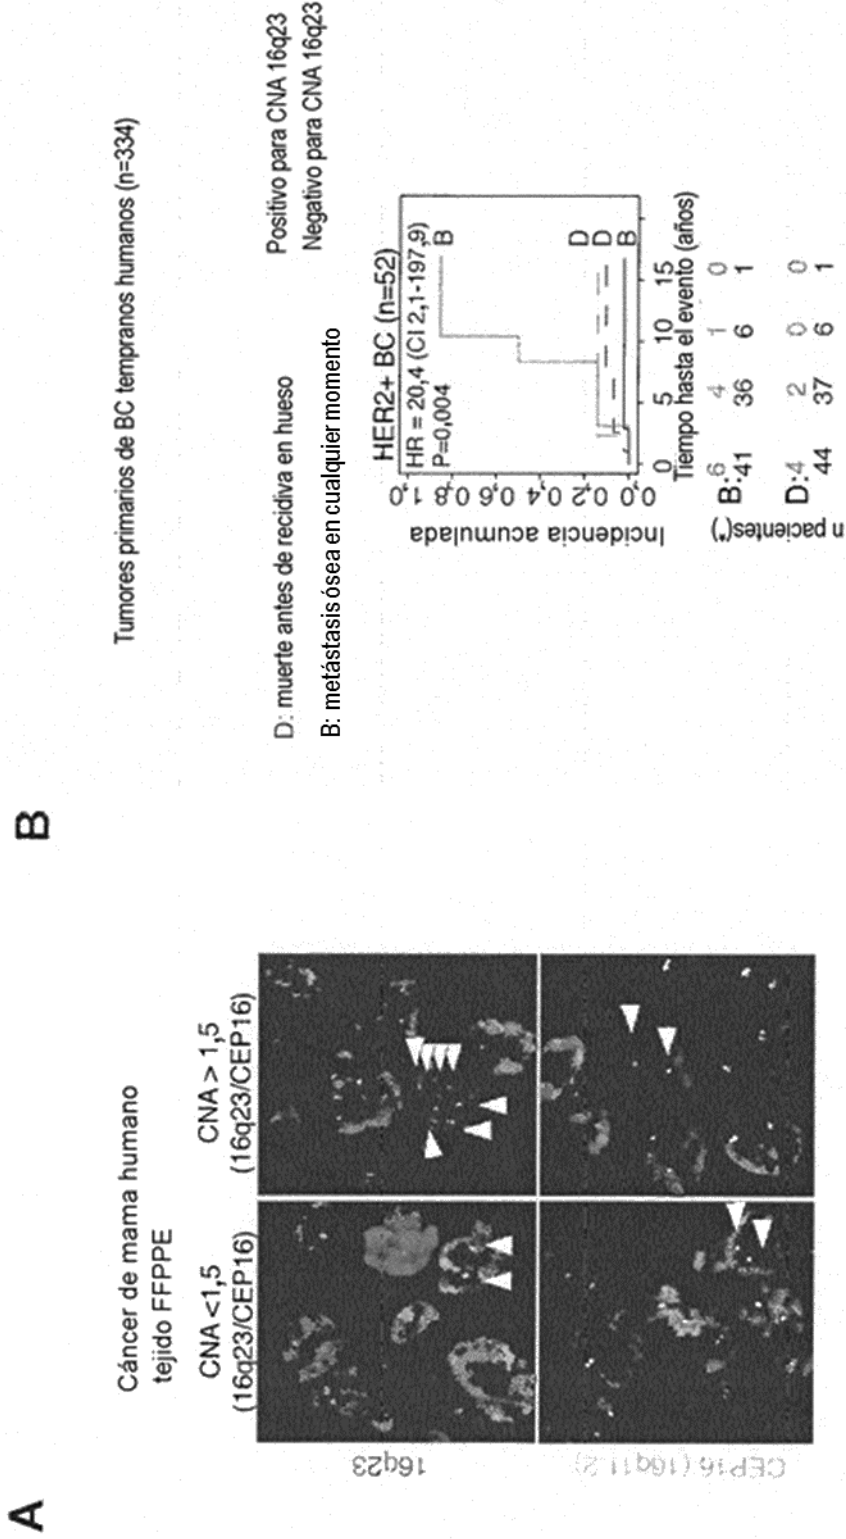 A
Cáncer de mama humano
tejido FFPPE
CNA <1,5
(16q23/CEP16)
CNA > 1,5
(16q23/CEP16)
16q23
CEP16 (16q11.2)
B
Tumores primarios de BC tempranos humanos (n=334)
D: muerte antes de recidiva en hueso
B: metástasis ósea en cualquier momento
Positivo para CNA 16q23
Negativo para CNA 16q23
HER2+ BC (n=52)
HR = 20,4 (CI 2,1-197,9)
P=0,004
B
D
D
B
Incidencia acumulada
1,0
0,8
0,6
0,4
0,2
0,0
0 5 10 15
Tiempo hasta el evento (años)
n pacientes(*)
B: 6 4 1 0
41 36 6 1
D: 4 2 0 0
44 37 6 1